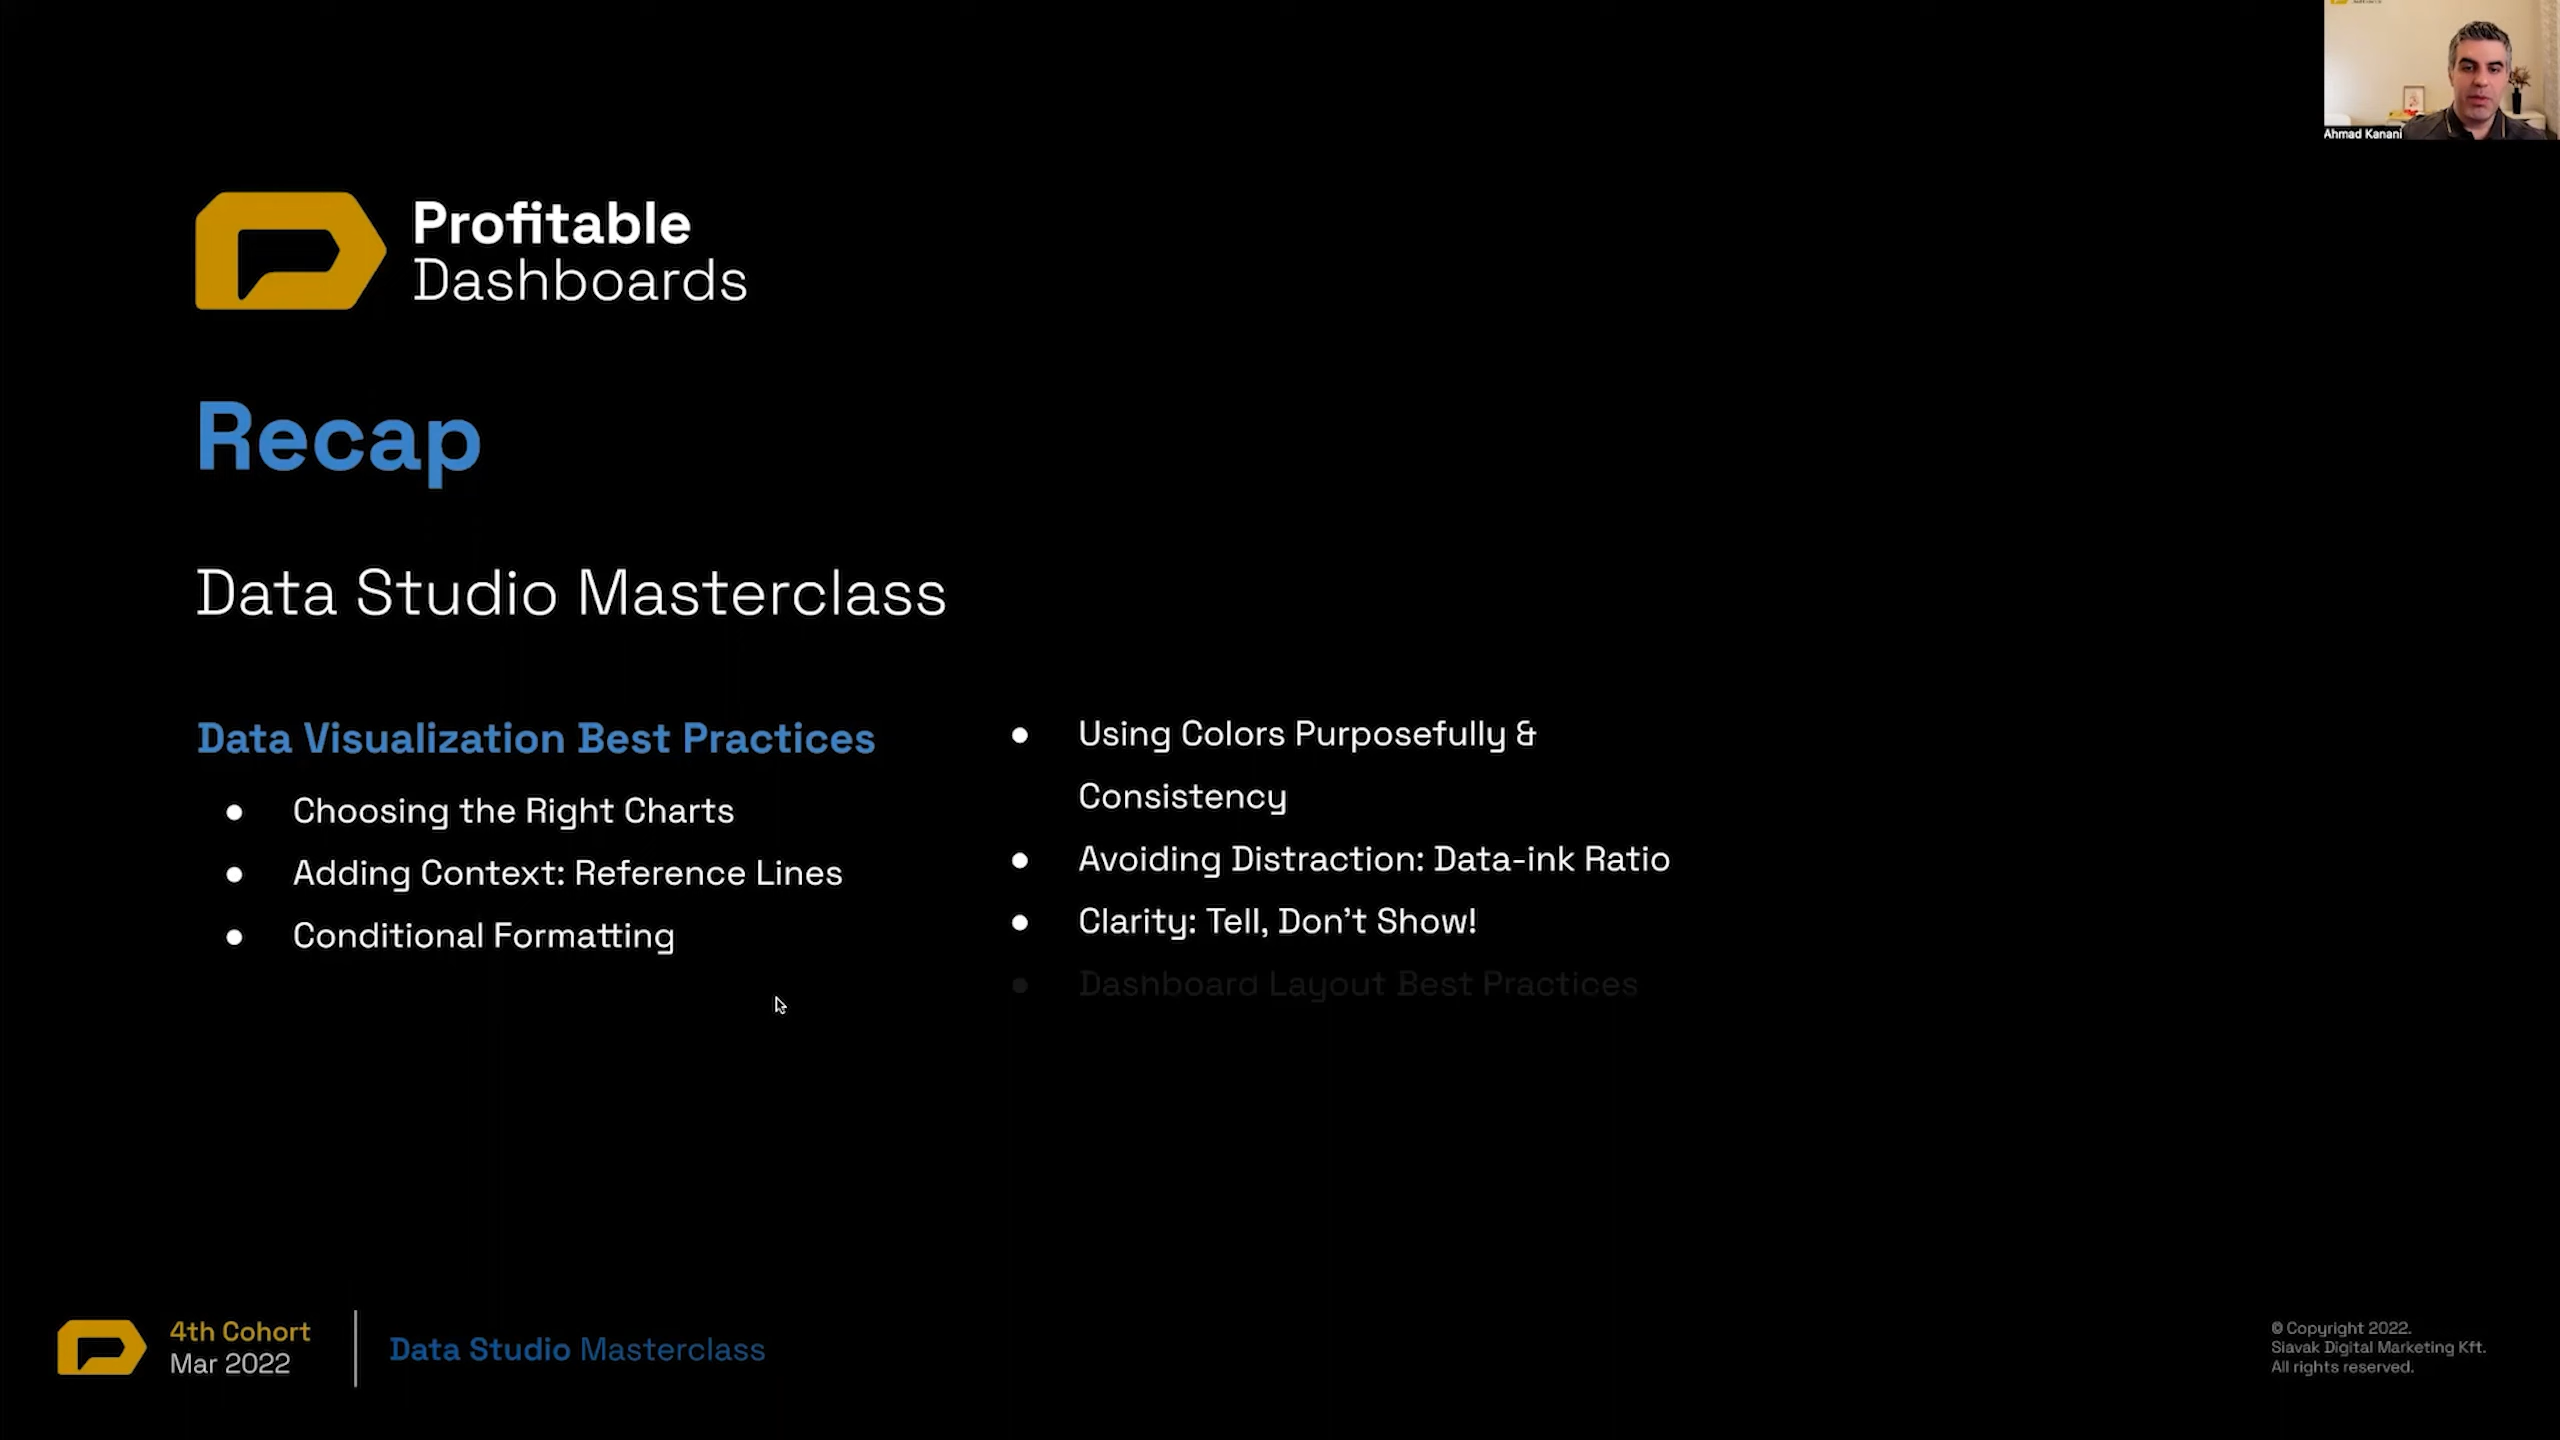 Ahmad Kanani
Profitable
Dashboards
Recap
Data Studio Masterclass
Data Visualization Best Practices
● Choosing the Right Charts
● Adding Context: Reference Lines
● Conditional Formatting
● Using Colors Purposefully &
Consistency
● Avoiding Distraction: Data-ink Ratio
● Clarity: Tell, Don't Show!
● Dashboard Layout Best Practices
4th Cohort
Mar 2022
Data Studio Masterclass
© Copyright 2022.
Siavak Digital Marketing Kft.
All rights reserved.